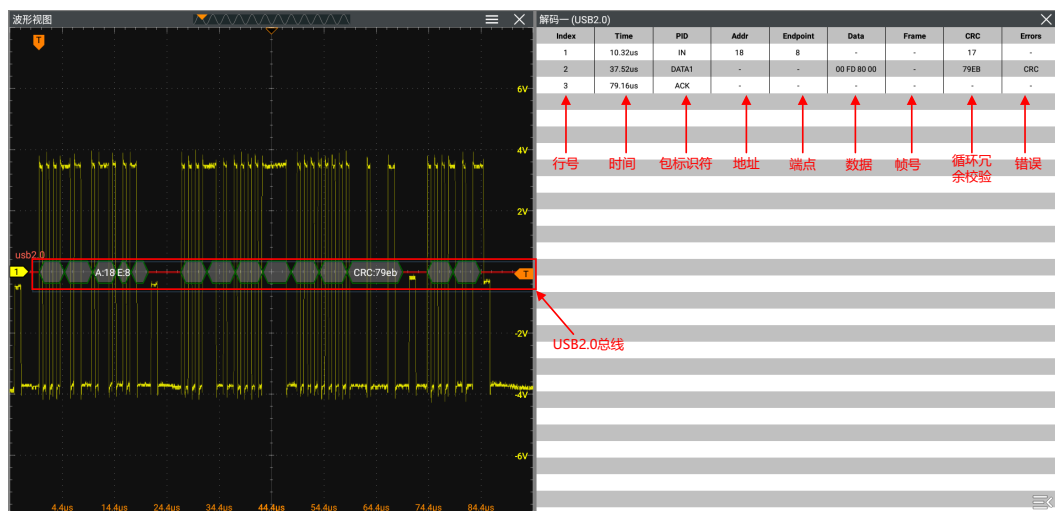 波形视图
T
6V
4V
2V
usb2.0
1
A:18 E:8
CRC:79eb
T
-2V
-4V
-6V
4.4us 14.4us 24.4us 34.4us 44.4us 54.4us 64.4us 74.4us 84.4us
解码一 (USB2.0)
Index Time PID Addr Endpoint Data Frame CRC Errors
1 10.32us IN 18 8 - - 17 -
2 37.52us DATA1 - - 00 FD 80 00 - 79EB CRC
3 79.16us ACK - - - - - -
行号 时间 包标识符 地址 端点 数据 帧号 循环冗 错误
余校验
USB2.0总线